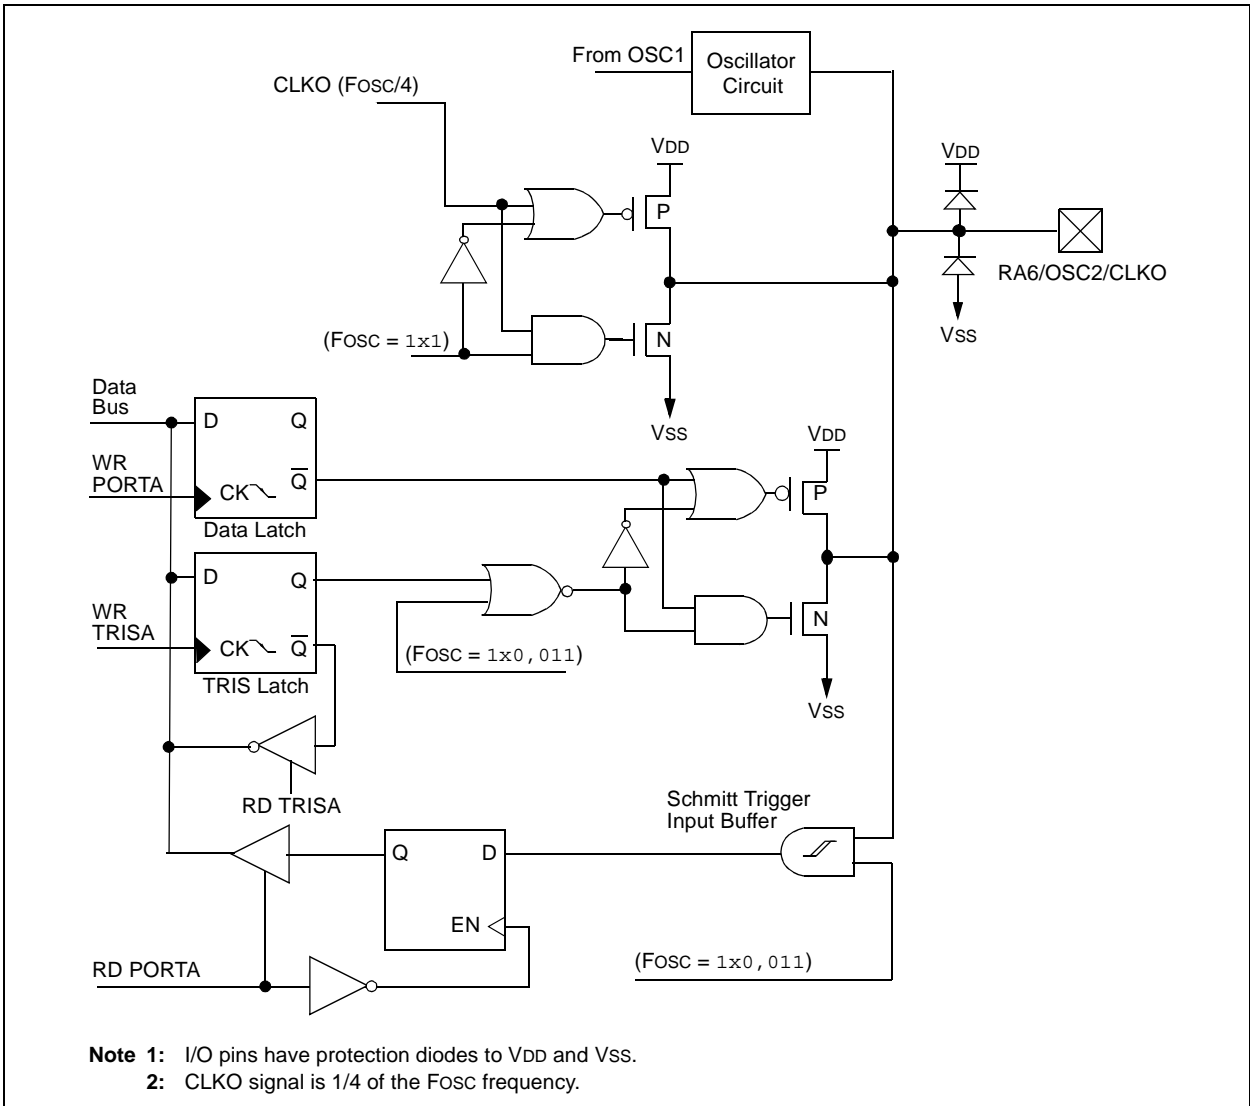 From OSC1
Oscillator
Circuit
CLKO (FOSC/4)
VDD
P
VDD
RA6/OSC2/CLKO
VSS
(FOSC = 1x1)
N
VSS
Data
Bus
D
Q
WR
PORTA
CK
Q
Data Latch
VDD
P
D
Q
WR
TRISA
CK
Q
TRIS Latch
(FOSC = 1x0,011)
N
VSS
RD TRISA
Schmitt Trigger
Input Buffer
Q
D
EN
RD PORTA
(FOSC = 1x0,011)
Note 1: I/O pins have protection diodes to VDD and VSS.
2: CLKO signal is 1/4 of the FOSC frequency.